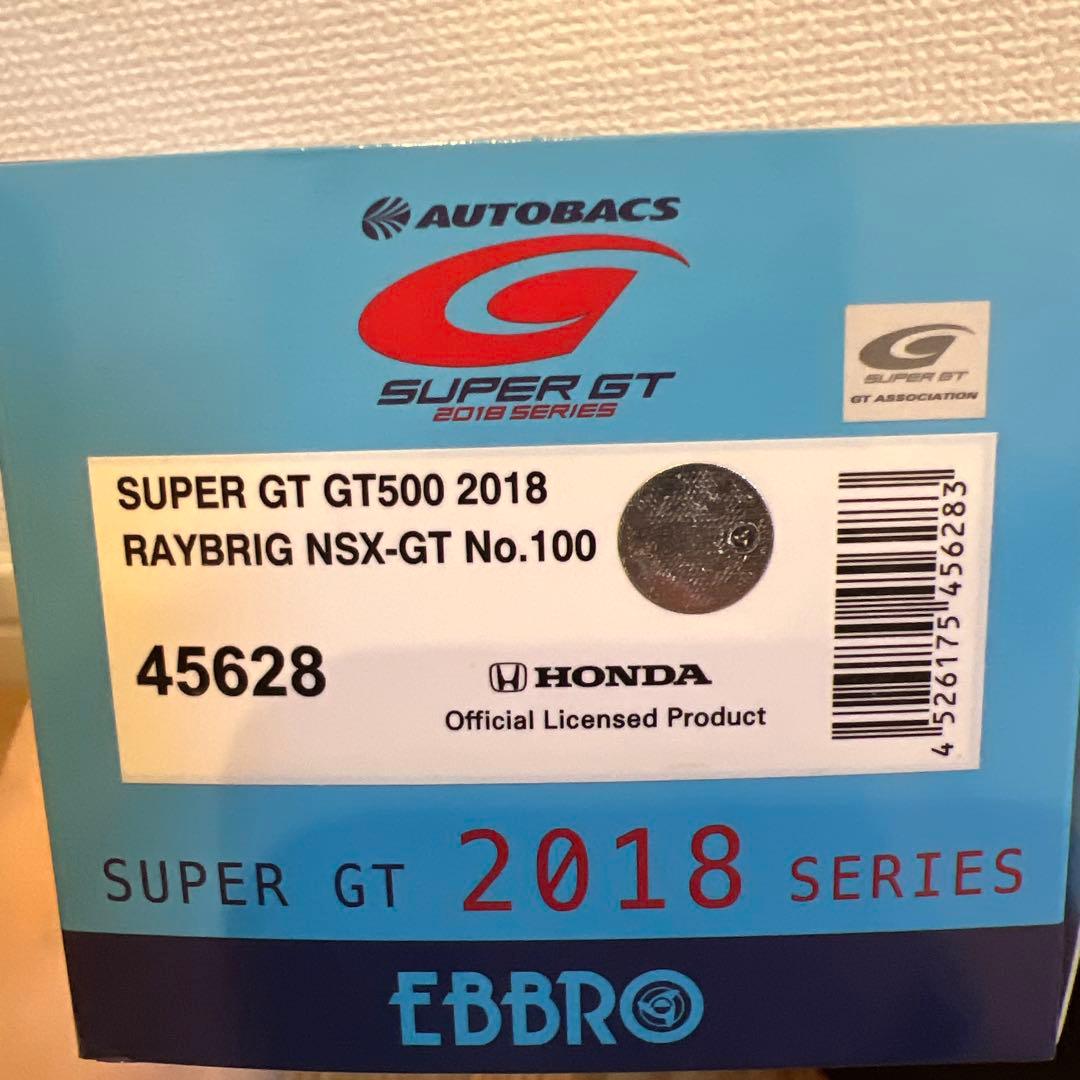 AUTOBACS
SUPER GT
2018 SERIES
SUPER GT
GT ASSOCIATION
SUPER GT GT500 2018
RAYBRIG NSX-GT No.100
45628
HONDA
Official Licensed Product
4 526175 456283
SUPER GT 2018 SERIES
EBBRO